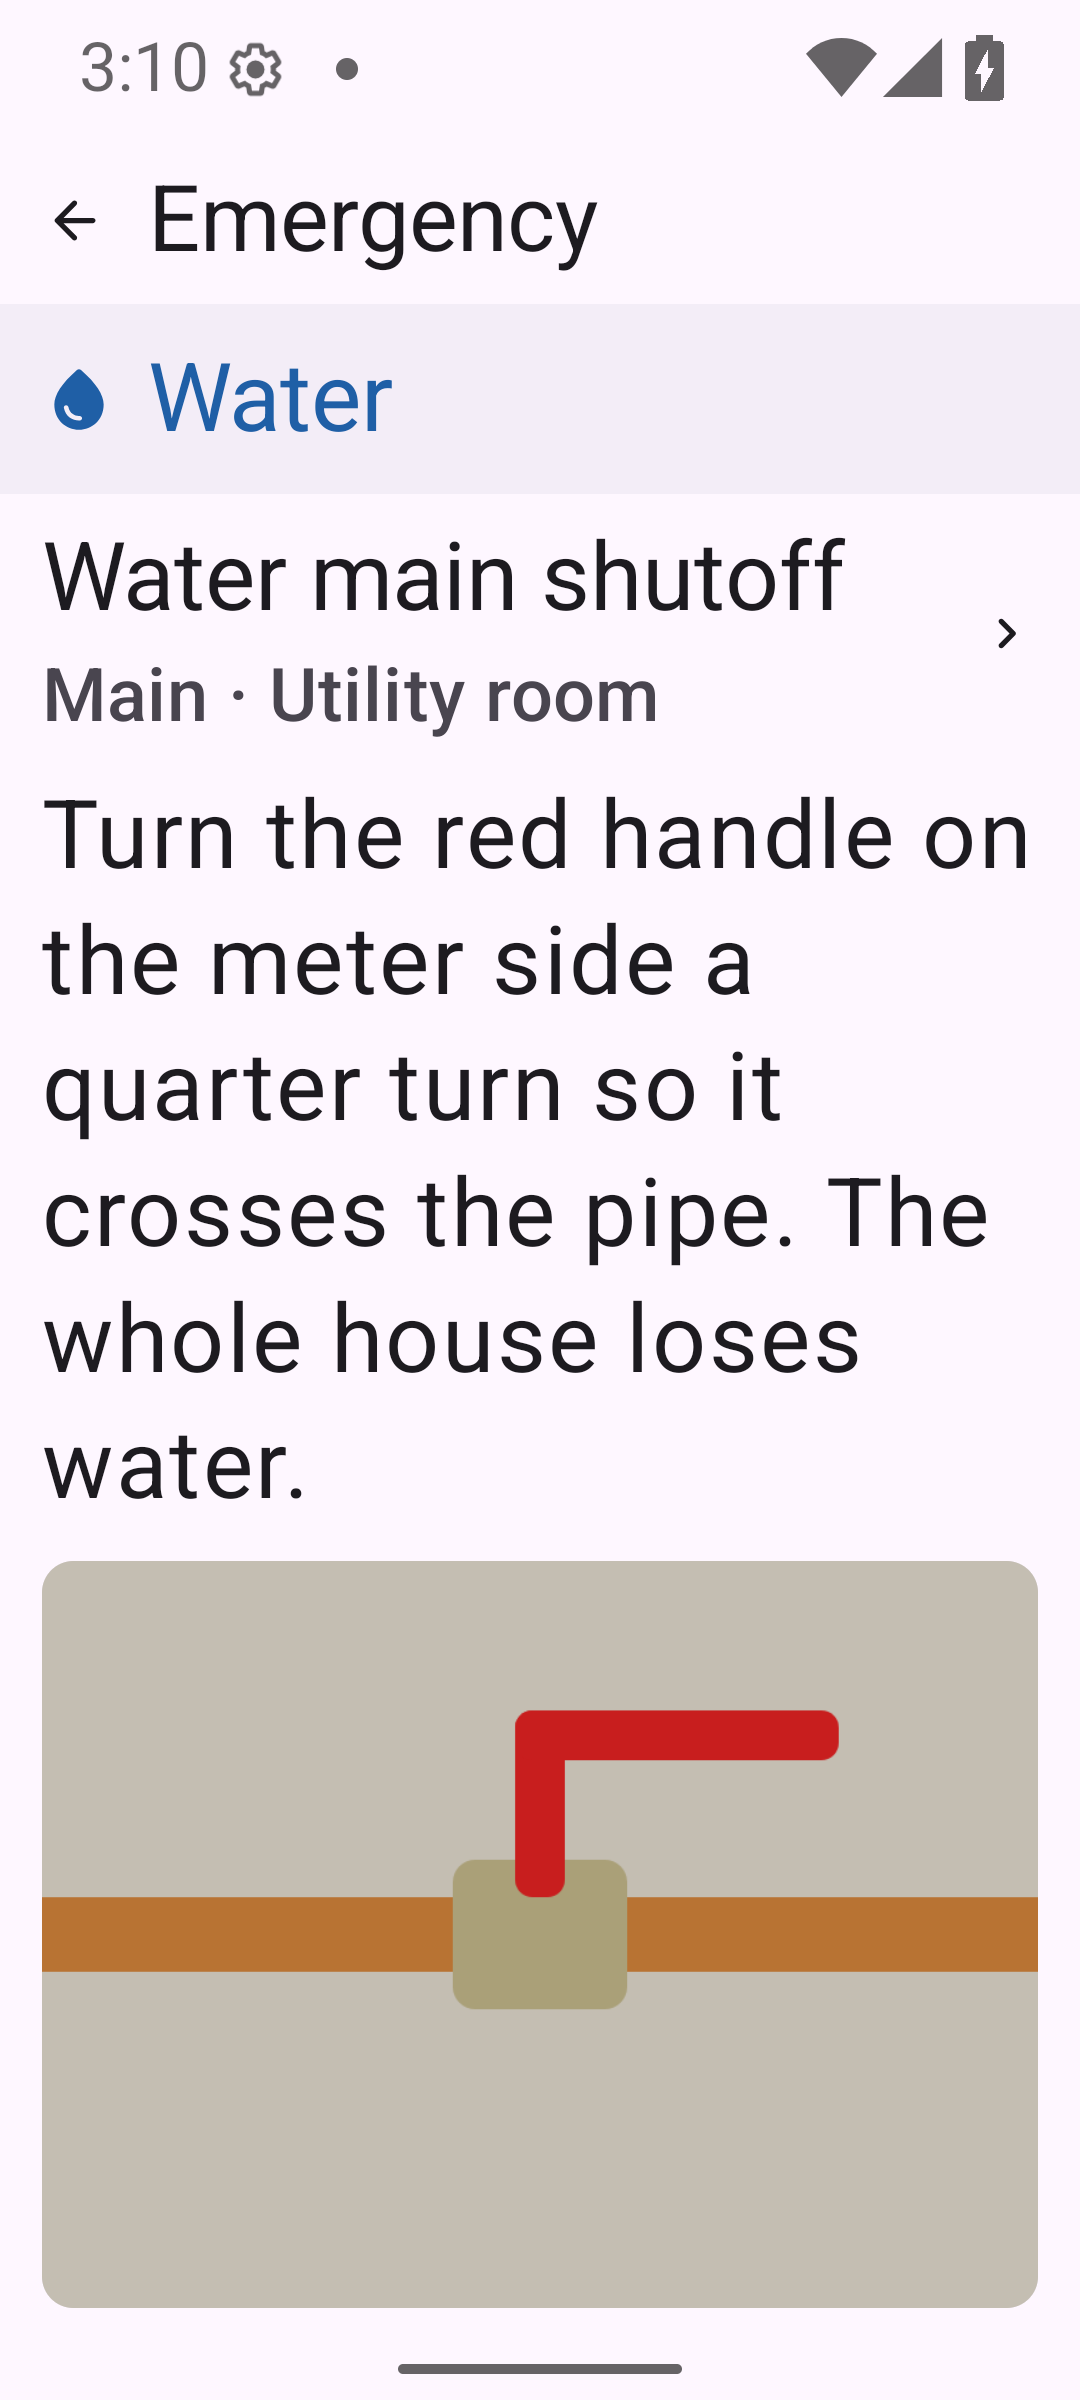 3:10
Emergency
Water
Water main shutoff
Main · Utility room
Turn the red handle on
the meter side a
quarter turn so it
crosses the pipe. The
whole house loses
water.